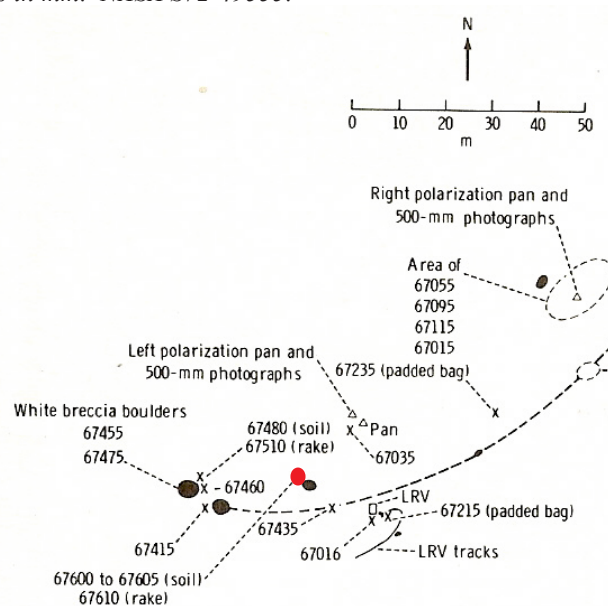 N
0 10 20 30 40 50
m
Right polarization pan and
500-mm photographs
Area of
67055
67095
67115
67015
Left polarization pan and
500-mm photographs
67235 (padded bag)
White breccia boulders
67455
67475
67480 (soil)
67510 (rake)
Pan
67035
67460
LRV
67435
67215 (padded bag)
67415
67016
LRV tracks
67600 to 67605 (soil)
67610 (rake)